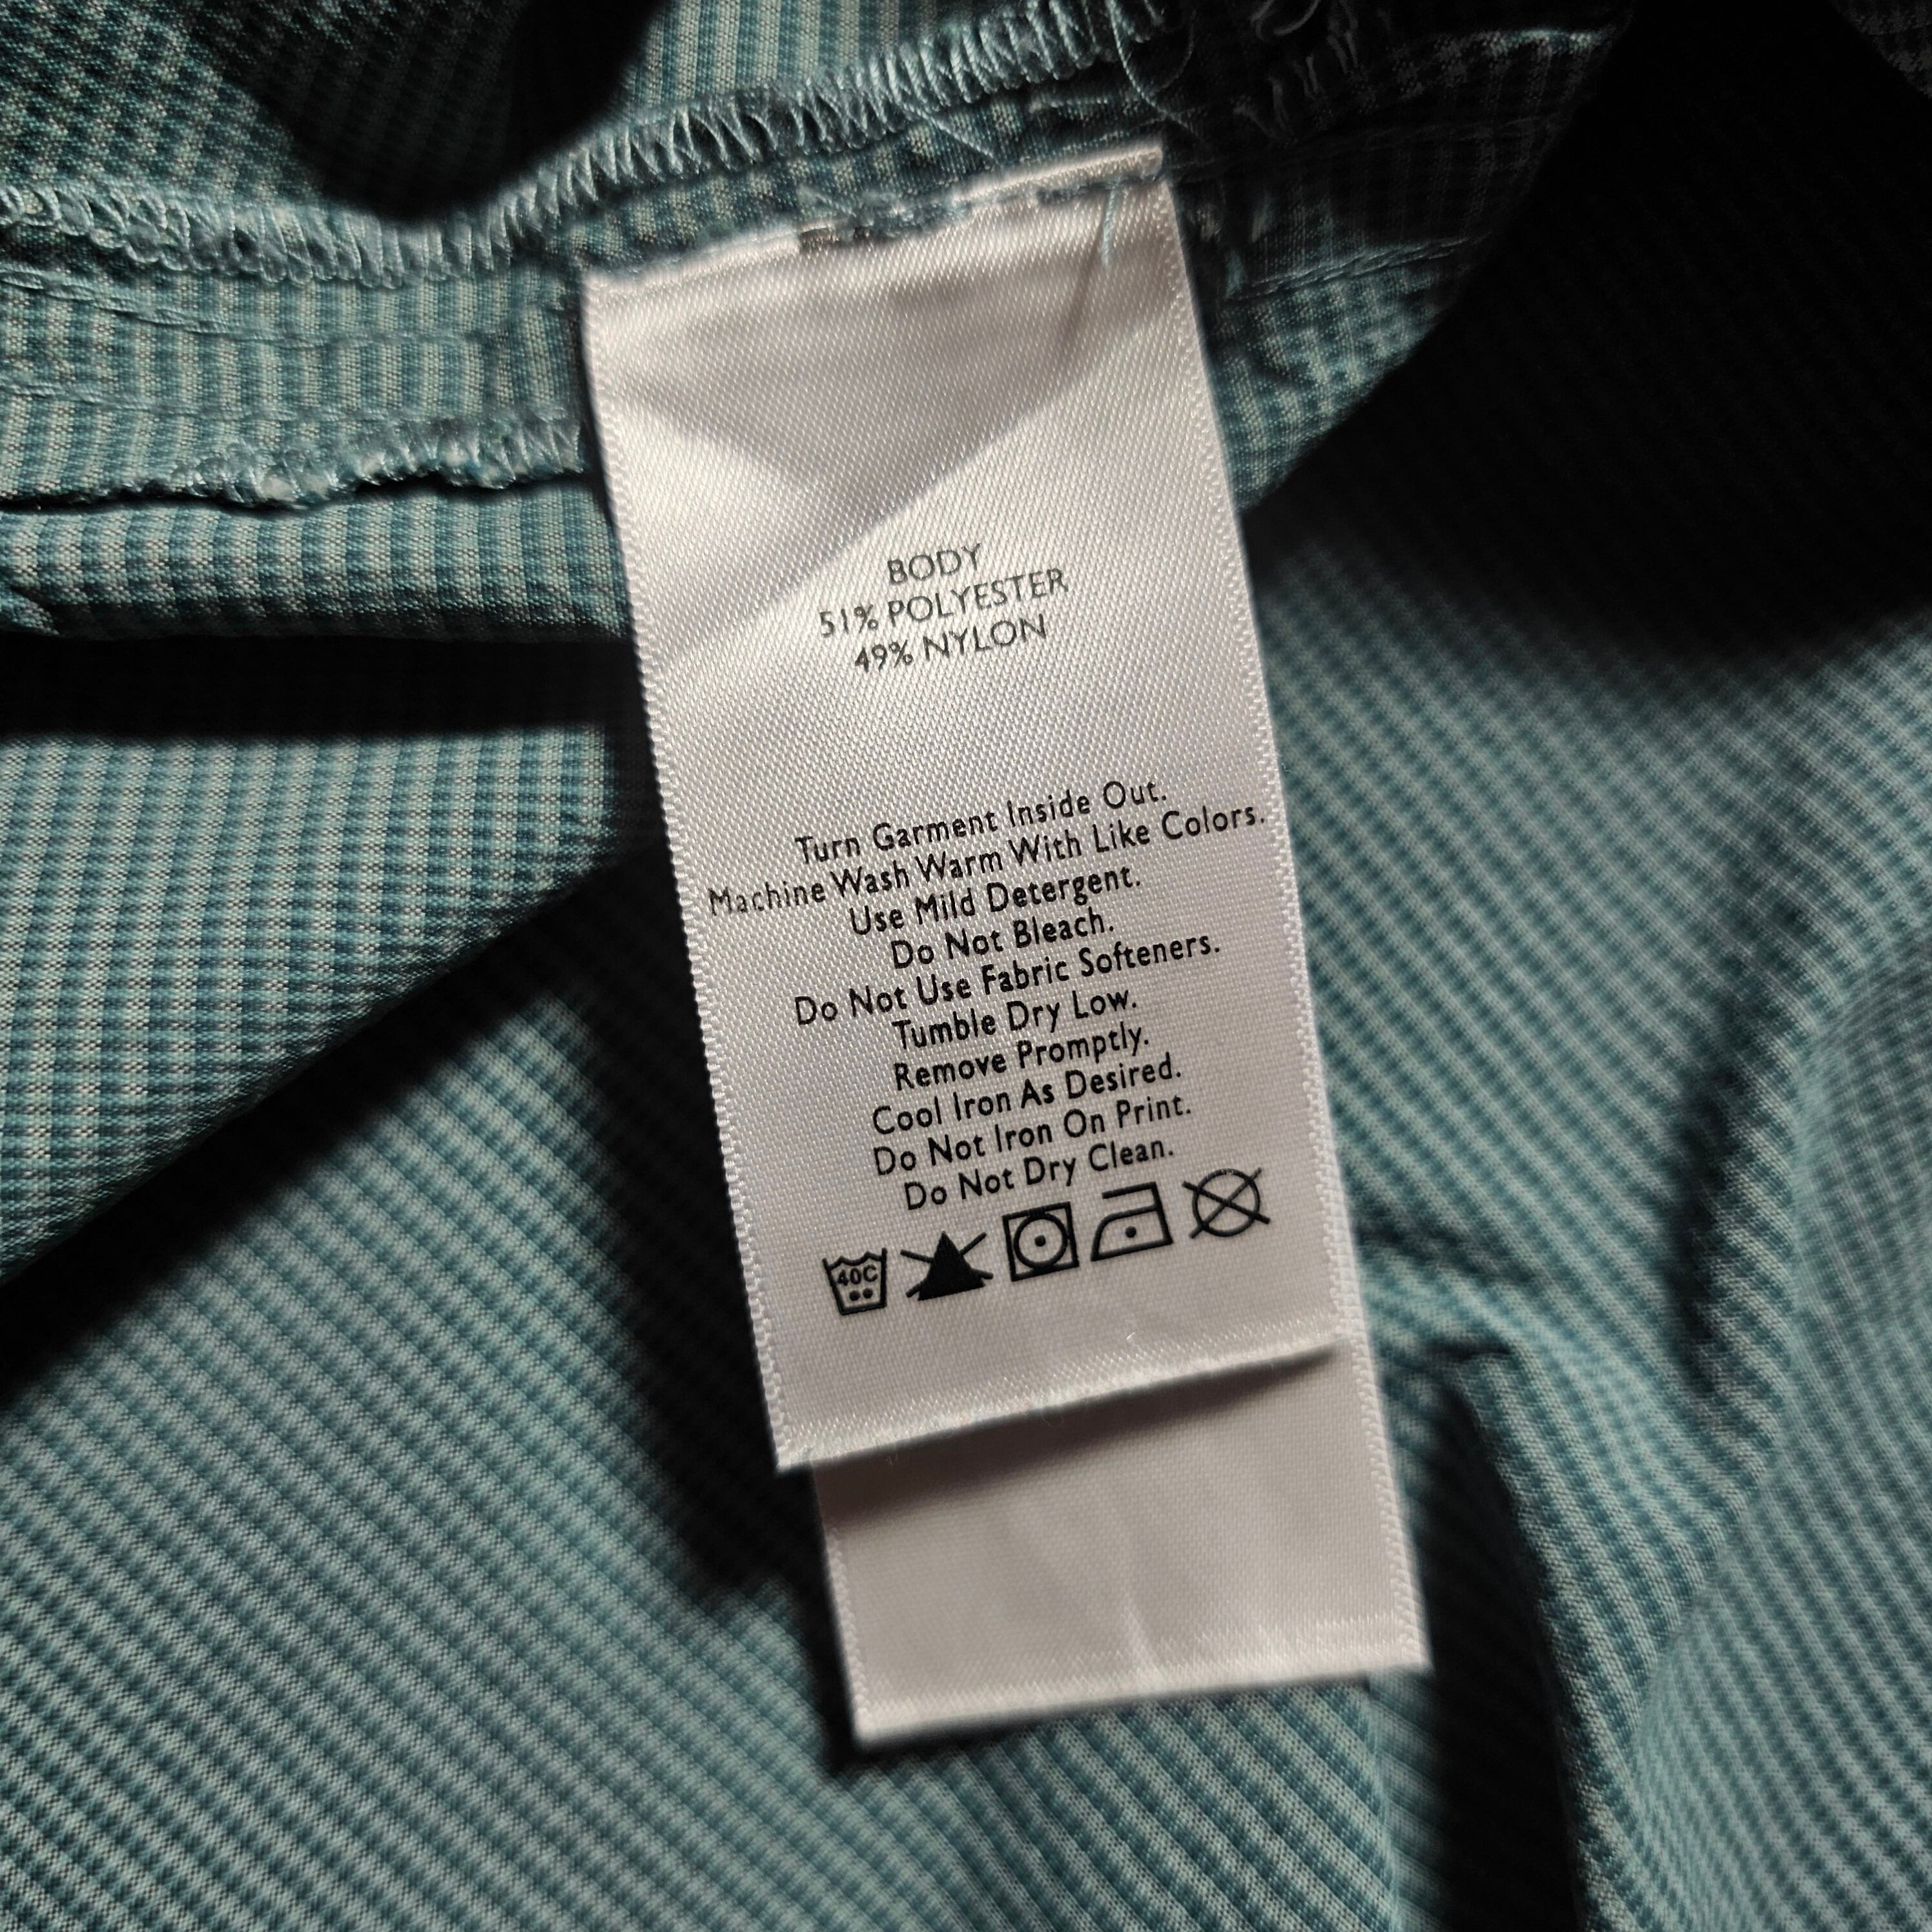 BODY
51% POLYESTER
49% NYLON
Turn Garment Inside Out.
Machine Wash Warm With Like Colors.
Use Mild Detergent.
Do Not Bleach.
Do Not Use Fabric Softeners.
Tumble Dry Low.
Remove Promptly.
Cool Iron As Desired.
Do Not Iron On Print.
Do Not Dry Clean.
40C